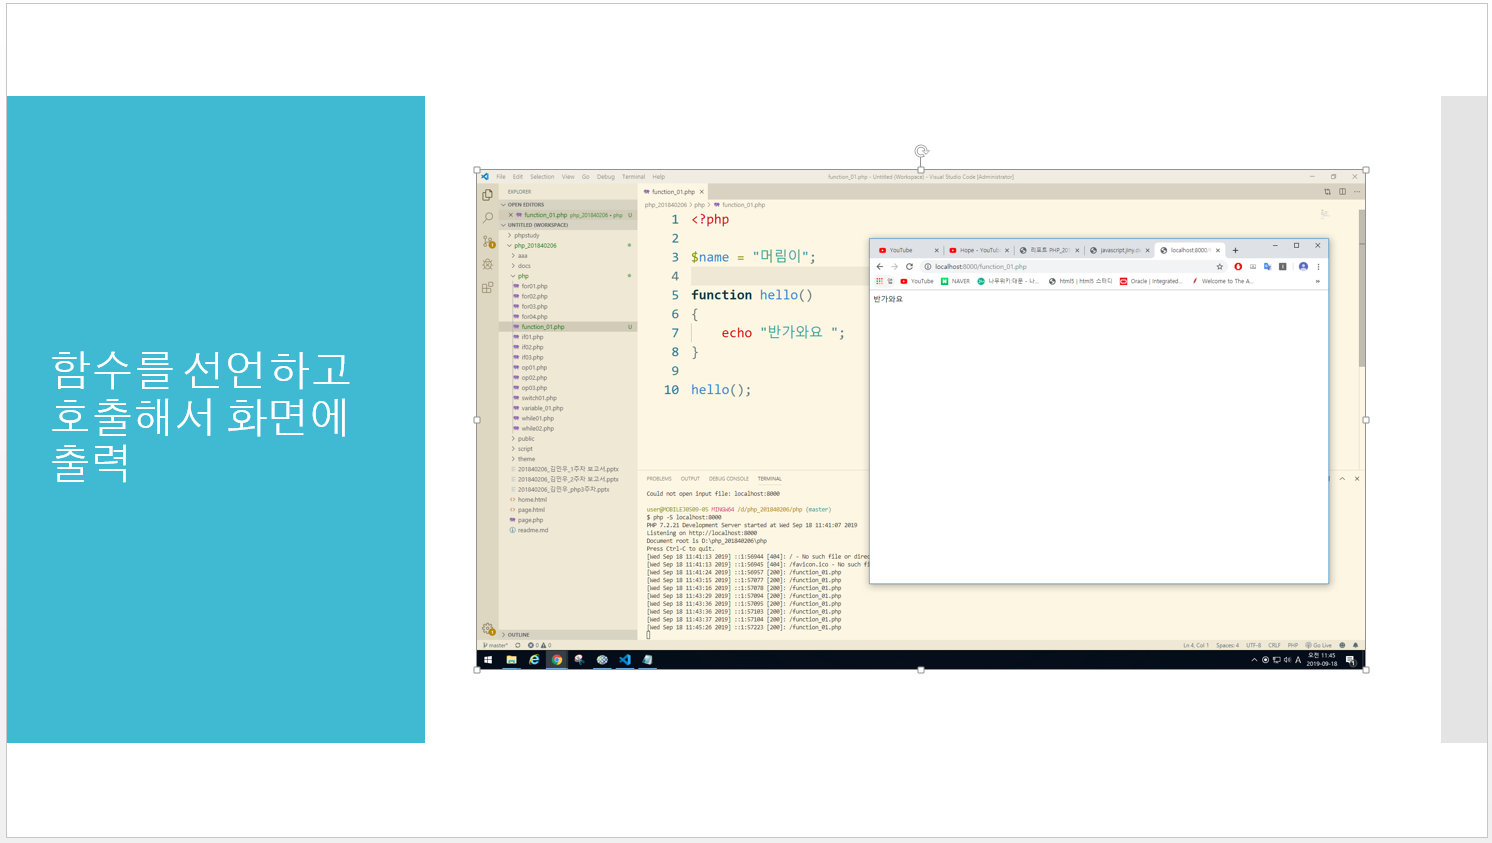 함수를 선언하고
호출해서 화면에
출력
File Edit Selection View Go Debug Terminal Help
function_01.php - Untitled (Workspace) - Visual Studio Code [Administrator]
EXPLORER
OPEN EDITORS
function_01.php php_201840206 • php U
UNTITLED (WORKSPACE)
phpstudy
php_201840206
aaa
docs
php
for01.php
for02.php
for03.php
for04.php
function_01.php U
if01.php
if02.php
if03.php
op01.php
op02.php
op03.php
switch01.php
variable_01.php
while01.php
while02.php
public
script
theme
201840206_김민우_1주차 보고서.pptx
201840206_김민우_2주차 보고서.pptx
201840206_김민우_php3주차.pptx
home.html
page.html
page.php
readme.md
OUTLINE
function_01.php
php_201840206 > php > function_01.php
1 <?php
2
3 $name = "머림이";
4
5 function hello()
6 {
7 echo "반가와요 ";
8 }
9
10 hello();
PROBLEMS OUTPUT DEBUG CONSOLE TERMINAL
Could not open input file: localhost:8000
user@MOBILE30509-05 MINGW64 /d/php_201840206/php (master)
$ php -S localhost:8000
PHP 7.2.21 Development Server started at Wed Sep 18 11:41:07 2019
Listening on http://localhost:8000
Document root is D:\php_201840206\php
Press Ctrl-C to quit.
[Wed Sep 18 11:41:13 2019] ::1:56944 [404]: / - No such file or direc
[Wed Sep 18 11:41:13 2019] ::1:56945 [404]: /favicon.ico - No such fi
[Wed Sep 18 11:41:24 2019] ::1:56957 [200]: /function_01.php
[Wed Sep 18 11:43:15 2019] ::1:57077 [200]: /function_01.php
[Wed Sep 18 11:43:16 2019] ::1:57078 [200]: /function_01.php
[Wed Sep 18 11:43:29 2019] ::1:57094 [200]: /function_01.php
[Wed Sep 18 11:43:36 2019] ::1:57095 [200]: /function_01.php
[Wed Sep 18 11:43:36 2019] ::1:57103 [200]: /function_01.php
[Wed Sep 18 11:43:37 2019] ::1:57104 [200]: /function_01.php
[Wed Sep 18 11:45:26 2019] ::1:57223 [200]: /function_01.php
YouTube Hope - YouTub 리포트 PHP_20 javascript.jiny.c localhost:8000/
localhost:8000/function_01.php
앱 YouTube NAVER 나무위키:대문 - 나... html5 | html5 스터디 Oracle | Integrated... Welcome to The A... »
반가와요
master* 0 0
Ln 4, Col 1 Spaces: 4 UTF-8 CRLF PHP Go Live
A 오전 11:45
2019-09-18